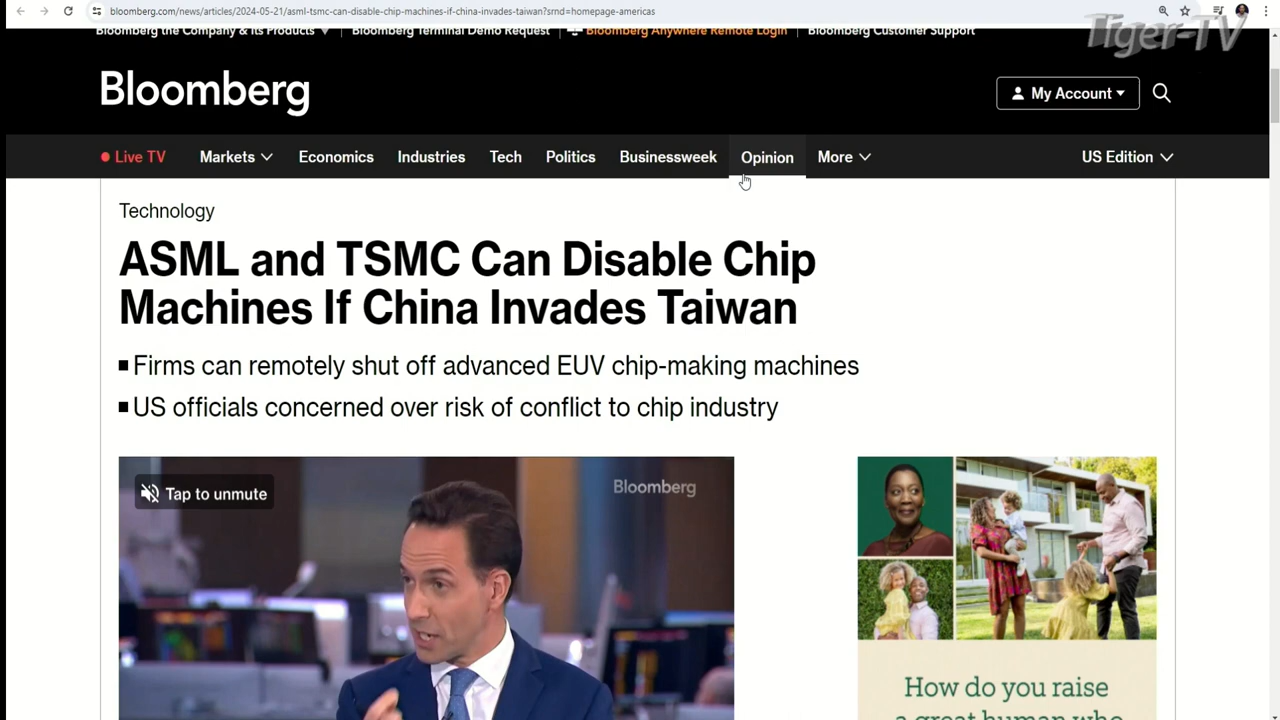 bloomberg.com/news/articles/2024-05-21/asml-tsmc-can-disable-chip-machines-if-china-invades-taiwan?srnd=homepage-americas
Bloomberg the Company & Its Products Bloomberg Terminal Demo Request Bloomberg Anywhere Remote Login Bloomberg Customer Support
Tiger-TV
Bloomberg
My Account
Live TV Markets Economics Industries Tech Politics Businessweek Opinion More US Edition
Technology
ASML and TSMC Can Disable Chip
Machines If China Invades Taiwan
Firms can remotely shut off advanced EUV chip-making machines
US officials concerned over risk of conflict to chip industry
Tap to unmute
Bloomberg
How do you raise
a great human who